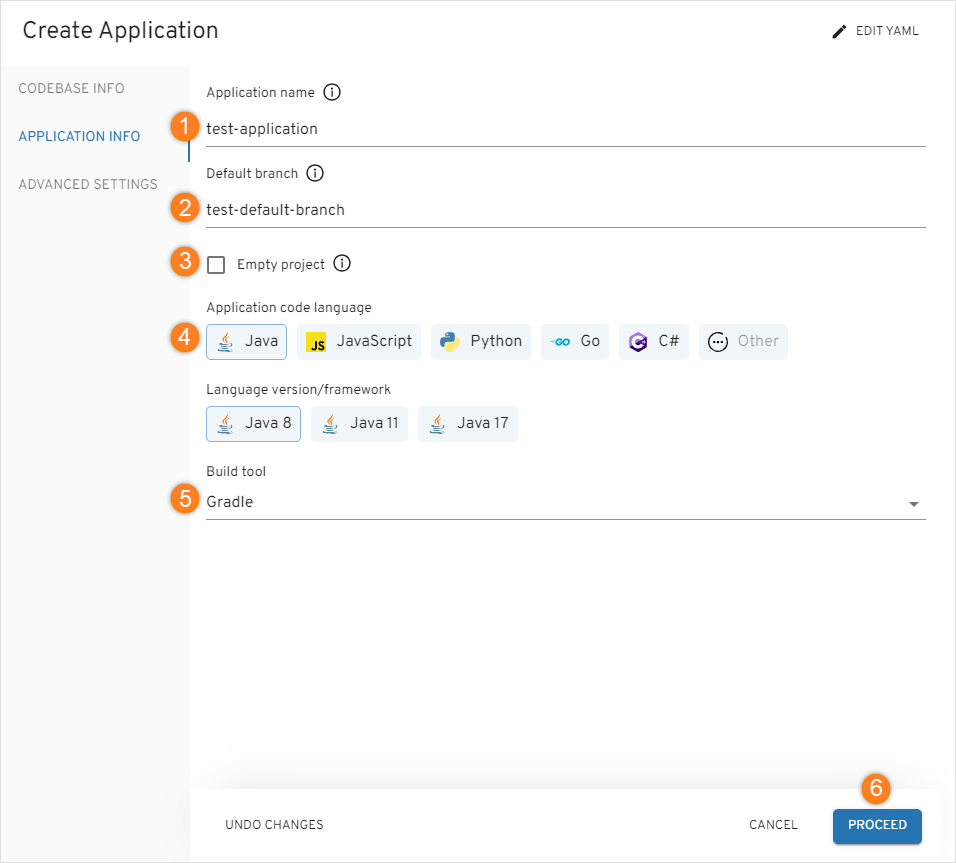 Create Application
EDIT YAML
CODEBASE INFO
APPLICATION INFO
ADVANCED SETTINGS
Application name
1 test-application
Default branch
2 test-default-branch
3 Empty project
Application code language
4 Java JS JavaScript Python GO Go C# Other
Language version/framework
Java 8 Java 11 Java 17
Build tool
5 Gradle
6
UNDO CHANGES CANCEL PROCEED